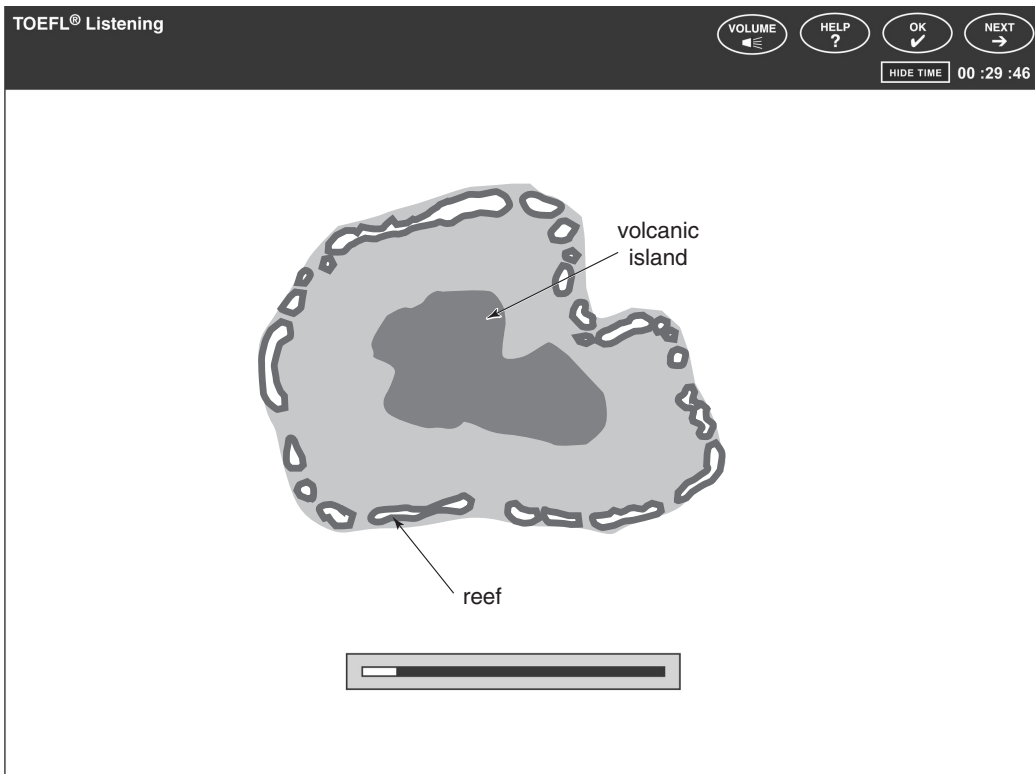 TOEFL® Listening
VOLUME
HELP
?
OK
NEXT
HIDE TIME 00 :29 :46
volcanic
island
reef